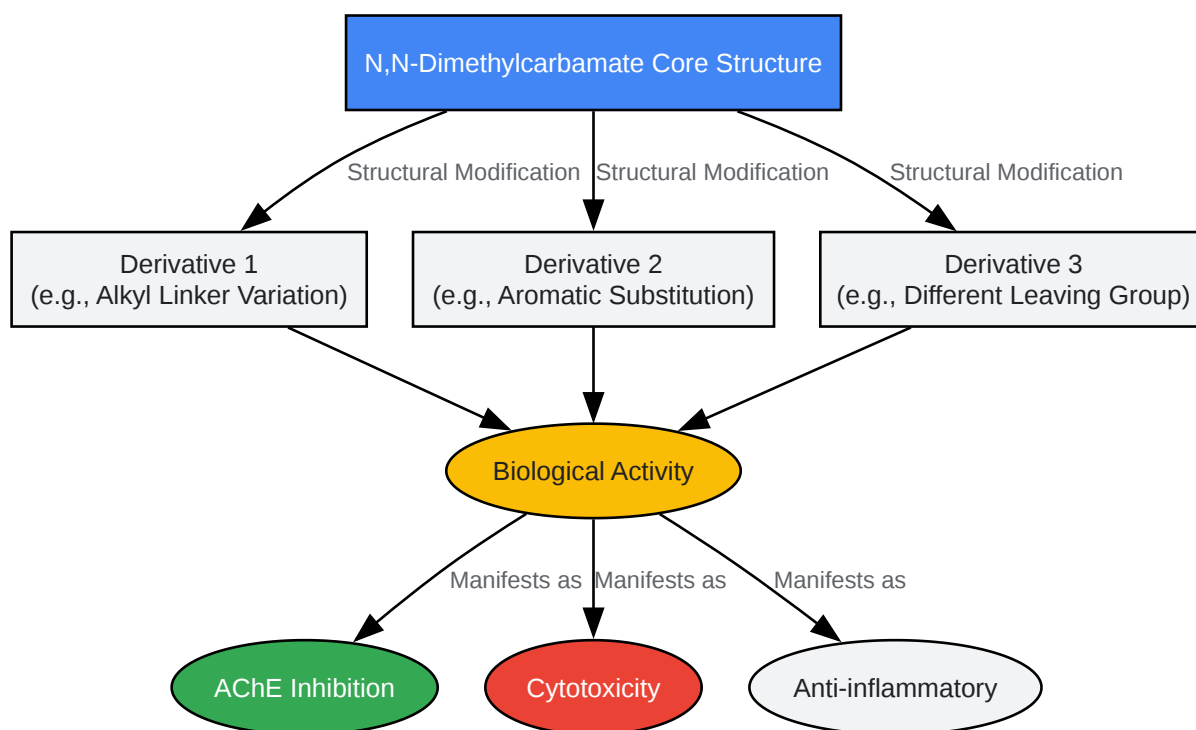 N,N-Dimethylcarbamate Core Structure
Structural Modification
Structural Modification
Structural Modification
Derivative 1
(e.g., Alkyl Linker Variation)
Derivative 2
(e.g., Aromatic Substitution)
Derivative 3
(e.g., Different Leaving Group)
Biological Activity
Manifests as
Manifests as
Manifests as
AChE Inhibition
Cytotoxicity
Anti-inflammatory